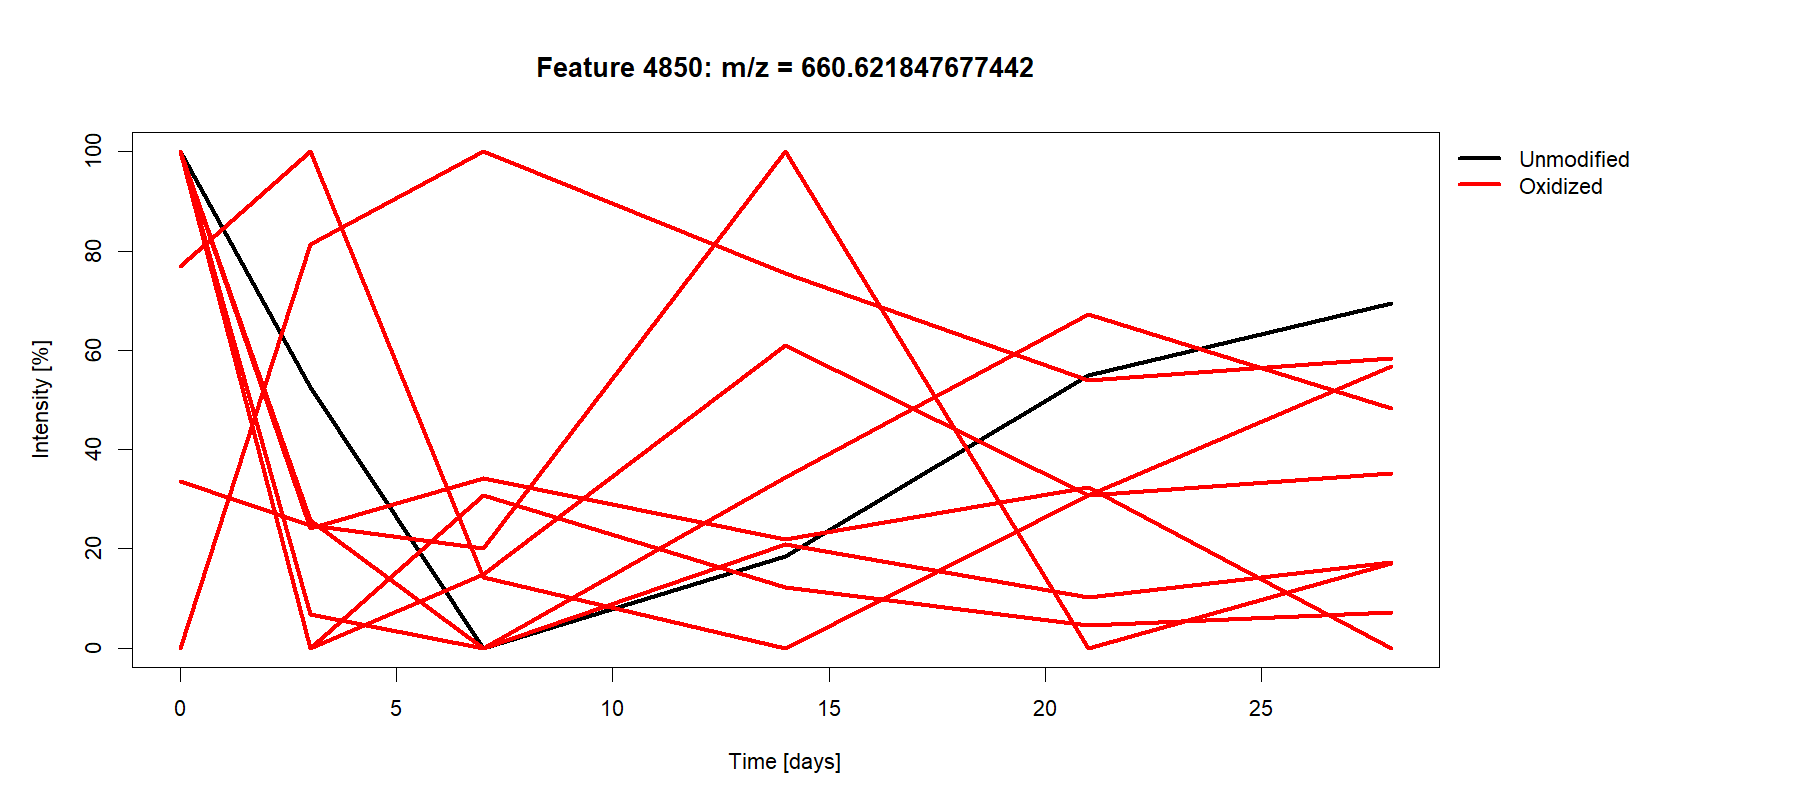 Feature 4850: m/z = 660.621847677442
Unmodified
Oxidized
Intensity [%]
100
80
60
40
20
0
0 5 10 15 20 25
Time [days]